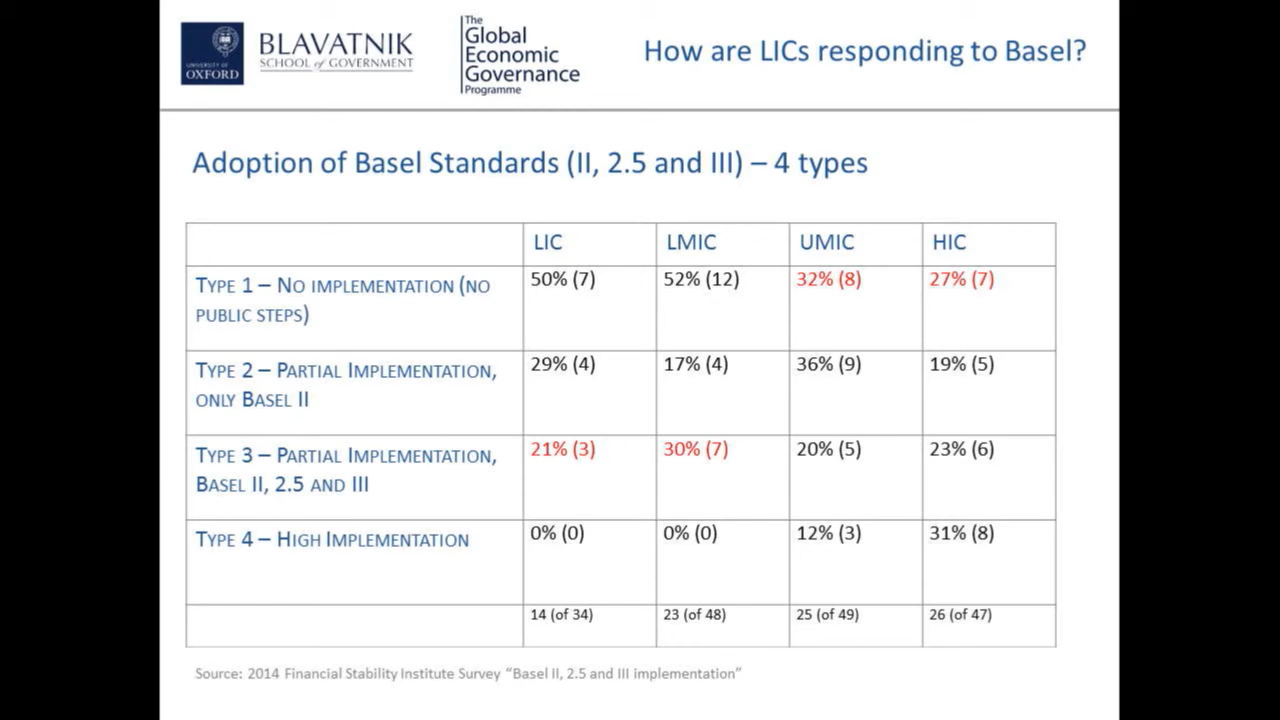 UNIVERSITY OF
OXFORD
BLAVATNIK
SCHOOL of GOVERNMENT
The
Global
Economic
Governance
Programme
How are LICs responding to Basel?
Adoption of Basel Standards (II, 2.5 and III) – 4 types
LIC LMIC UMIC HIC
TYPE 1 – NO IMPLEMENTATION (NO 50% (7) 52% (12) 32% (8) 27% (7)
PUBLIC STEPS)
TYPE 2 – PARTIAL IMPLEMENTATION, 29% (4) 17% (4) 36% (9) 19% (5)
ONLY BASEL II
TYPE 3 – PARTIAL IMPLEMENTATION, 21% (3) 30% (7) 20% (5) 23% (6)
BASEL II, 2.5 AND III
TYPE 4 – HIGH IMPLEMENTATION 0% (0) 0% (0) 12% (3) 31% (8)
14 (of 34) 23 (of 48) 25 (of 49) 26 (of 47)
Source: 2014 Financial Stability Institute Survey “Basel II, 2.5 and III implementation”